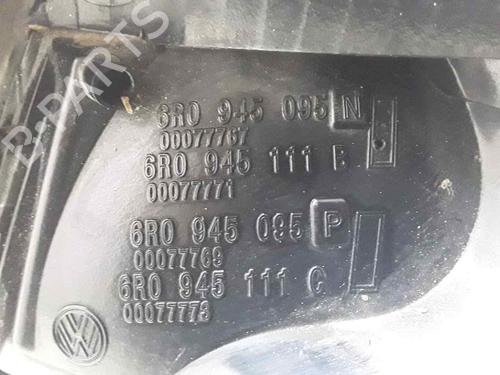 B-PARTS
6R0 945 095 N
00077767
6R0 945 111 B
00077771
6R0 945 095 P
00077769
6R0 945 111 C
00077773
VW